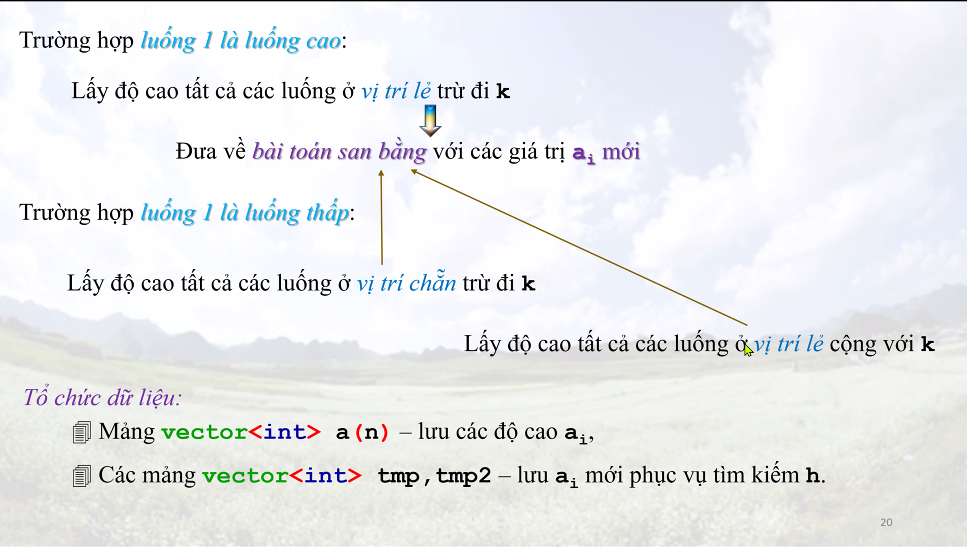 Trường hợp luống 1 là luống cao:
Lấy độ cao tất cả các luống ở vị trí lẻ trừ đi k
Đưa về bài toán san bằng với các giá trị ai mới
Trường hợp luống 1 là luống thấp:
Lấy độ cao tất cả các luống ở vị trí chẵn trừ đi k
Lấy độ cao tất cả các luống ở vị trí lẻ cộng với k
Tổ chức dữ liệu:
Mảng vector<int> a(n) – lưu các độ cao ai,
Các mảng vector<int> tmp,tmp2 – lưu ai mới phục vụ tìm kiếm h.
20